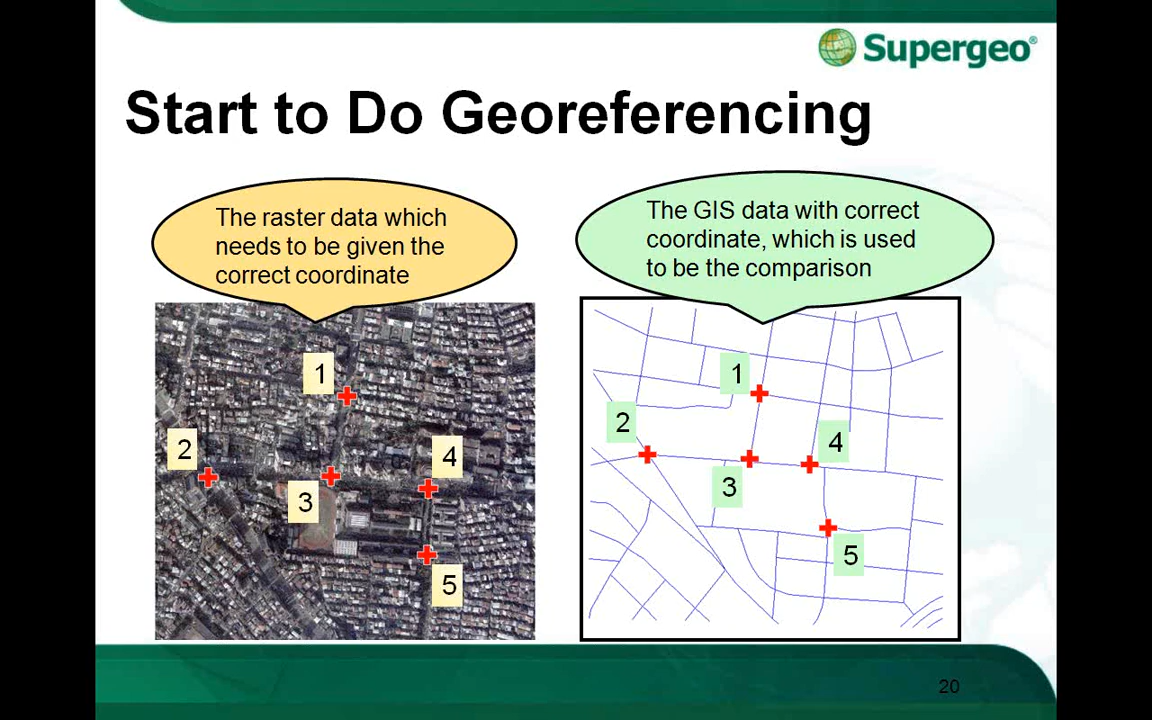 Supergeo®
Start to Do Georeferencing
The raster data which
needs to be given the
correct coordinate
The GIS data with correct
coordinate, which is used
to be the comparison
1
2
3
4
5
1
2
3
4
5
20